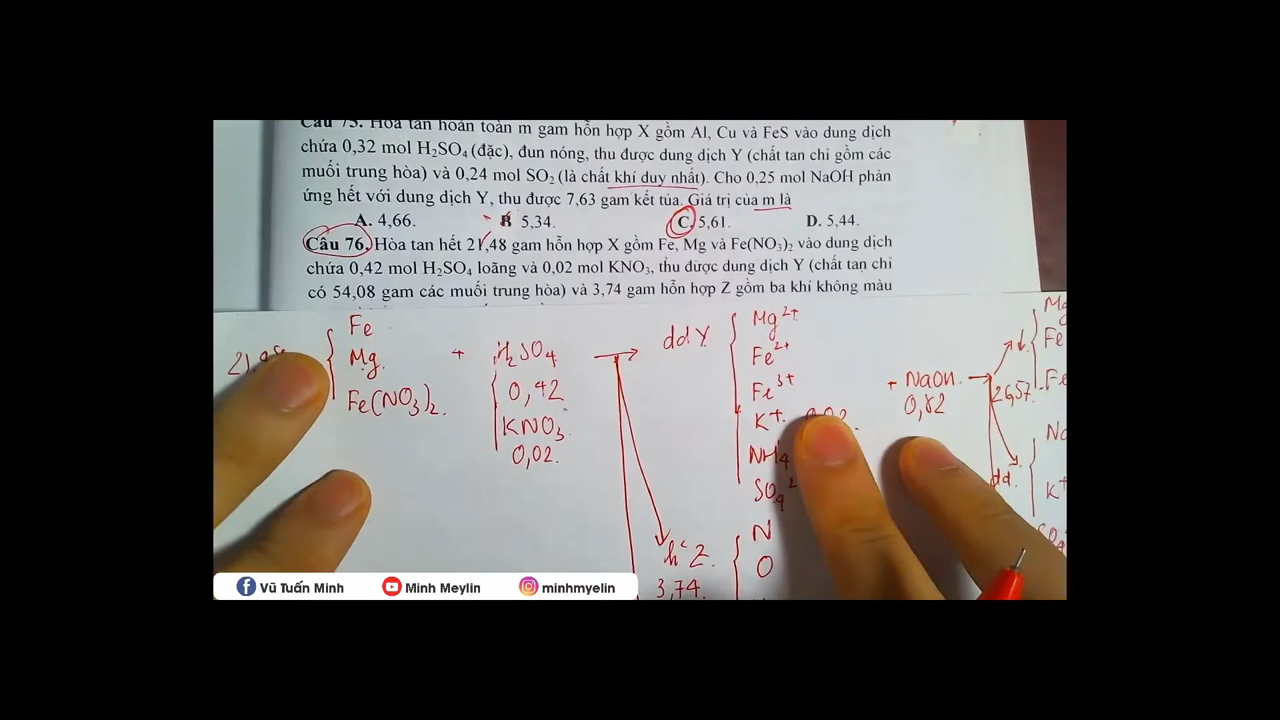 Câu 75. Hòa tan hoàn toàn m gam hỗn hợp X gồm Al, Cu và FeS vào dung dịch
chứa 0,32 mol H₂SO₄ (đặc), đun nóng, thu được dung dịch Y (chất tan chỉ gồm các
muối trung hòa) và 0,24 mol SO₂ (là chất khí duy nhất). Cho 0,25 mol NaOH phản
ứng hết với dung dịch Y, thu được 7,63 gam kết tủa. Giá trị của m là
A. 4,66. B 5,34. C. 5,61. D. 5,44.
Câu 76. Hòa tan hết 21,48 gam hỗn hợp X gồm Fe, Mg và Fe(NO₃)₂ vào dung dịch
chứa 0,42 mol H₂SO₄ loãng và 0,02 mol KNO₃, thu được dung dịch Y (chất tan chỉ
có 54,08 gam các muối trung hòa) và 3,74 gam hỗn hợp Z gồm ba khí không màu
Fe
Mg
Fe(NO₃)₂.
+ H₂SO₄
0,42
KNO₃
0,02.
dd Y
Mg²⁺
Fe²⁺
Fe³⁺
K⁺
NH₄
SO₄²
h² Z.
3,74.
N
O
+ NaOH.
0,82
26,57.
Fe
dd.
K⁺
Vũ Tuấn Minh
Minh Meylin
minhmyelin